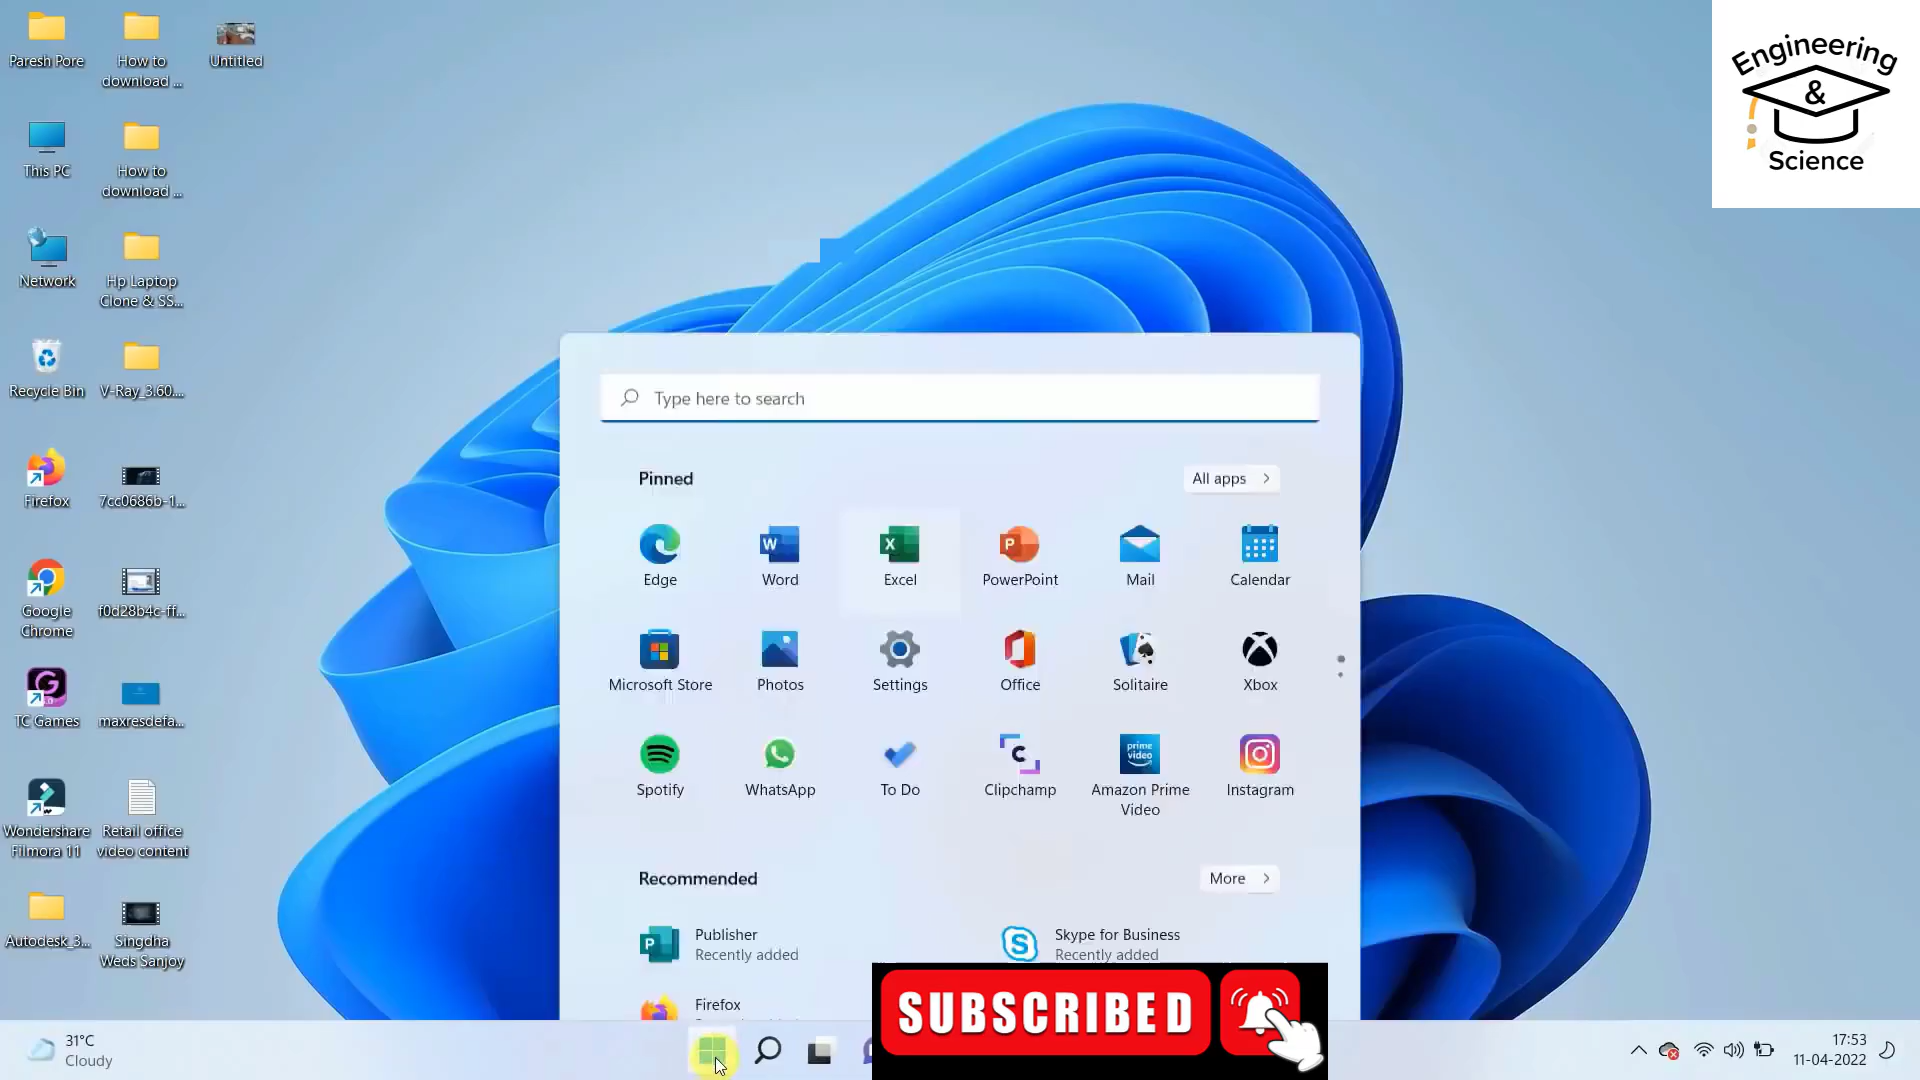 Paresh Pore
How to
download ...
Untitled
This PC
How to
download ...
Network
Hp Laptop
Clone & SS...
Recycle Bin
V-Ray_3.60....
Firefox
7cc0686b-1...
Google
Chrome
f0d28b4c-ff...
TC Games
maxresdefa...
Wondershare
Filmora 11
Retail office
video content
Autodesk_3...
Singdha
Weds Sanjoy
Engineering
&
Science
Type here to search
Pinned
All apps
Edge
Word
Excel
PowerPoint
Mail
Calendar
Microsoft Store
Photos
Settings
Office
Solitaire
Xbox
Spotify
WhatsApp
To Do
Clipchamp
prime
video
Amazon Prime
Video
Instagram
Recommended
More
Publisher
Recently added
Skype for Business
Recently added
Firefox
SUBSCRIBED
31°C
Cloudy
17:53
11-04-2022